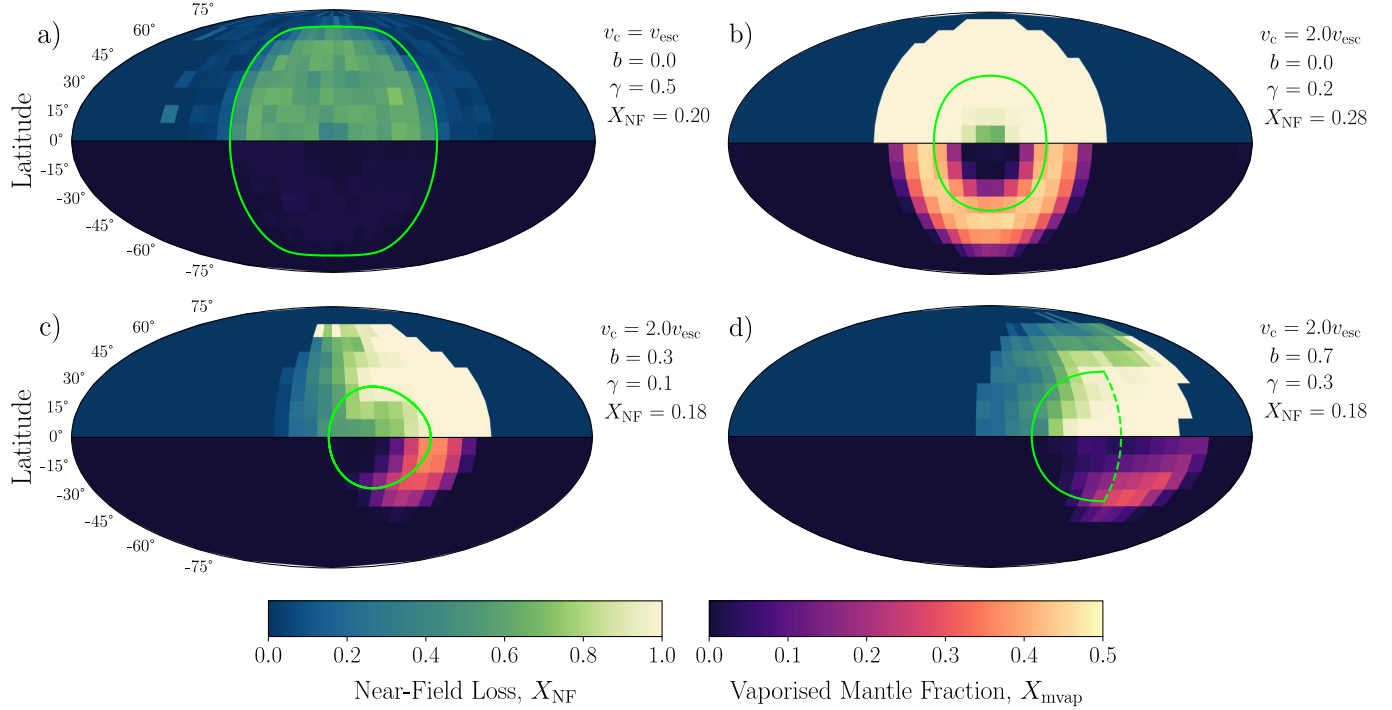 a)
75°
60°
45°
30°
15°
0°
-15°
-30°
-45°
-60°
-75°
Latitude
v_c = v_esc
b = 0.0
γ = 0.5
X_NF = 0.20
b)
v_c = 2.0v_esc
b = 0.0
γ = 0.2
X_NF = 0.28
c)
75°
60°
45°
30°
15°
0°
-15°
-30°
-45°
-60°
-75°
Latitude
v_c = 2.0v_esc
b = 0.3
γ = 0.1
X_NF = 0.18
d)
v_c = 2.0v_esc
b = 0.7
γ = 0.3
X_NF = 0.18
0.0 0.2 0.4 0.6 0.8 1.0
Near-Field Loss, X_NF
0.0 0.1 0.2 0.3 0.4 0.5
Vaporised Mantle Fraction, X_mvap